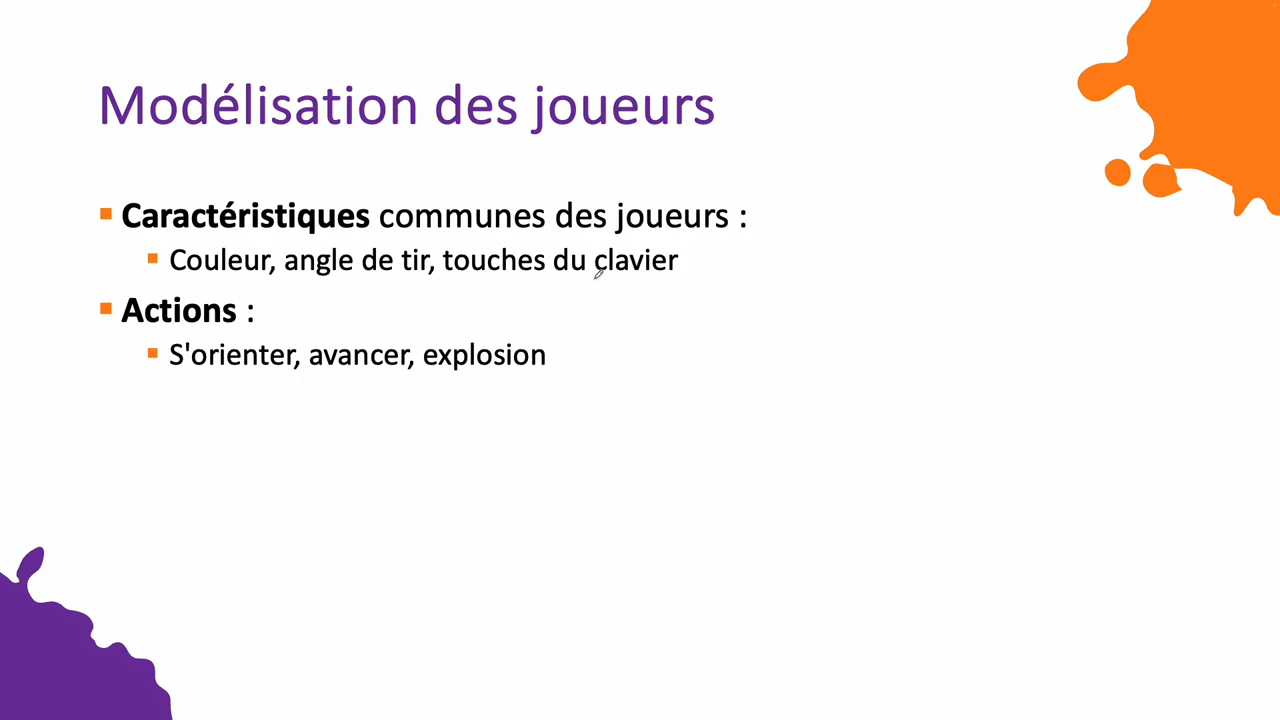 Modélisation des joueurs
Caractéristiques communes des joueurs :
Couleur, angle de tir, touches du clavier
Actions :
S'orienter, avancer, explosion